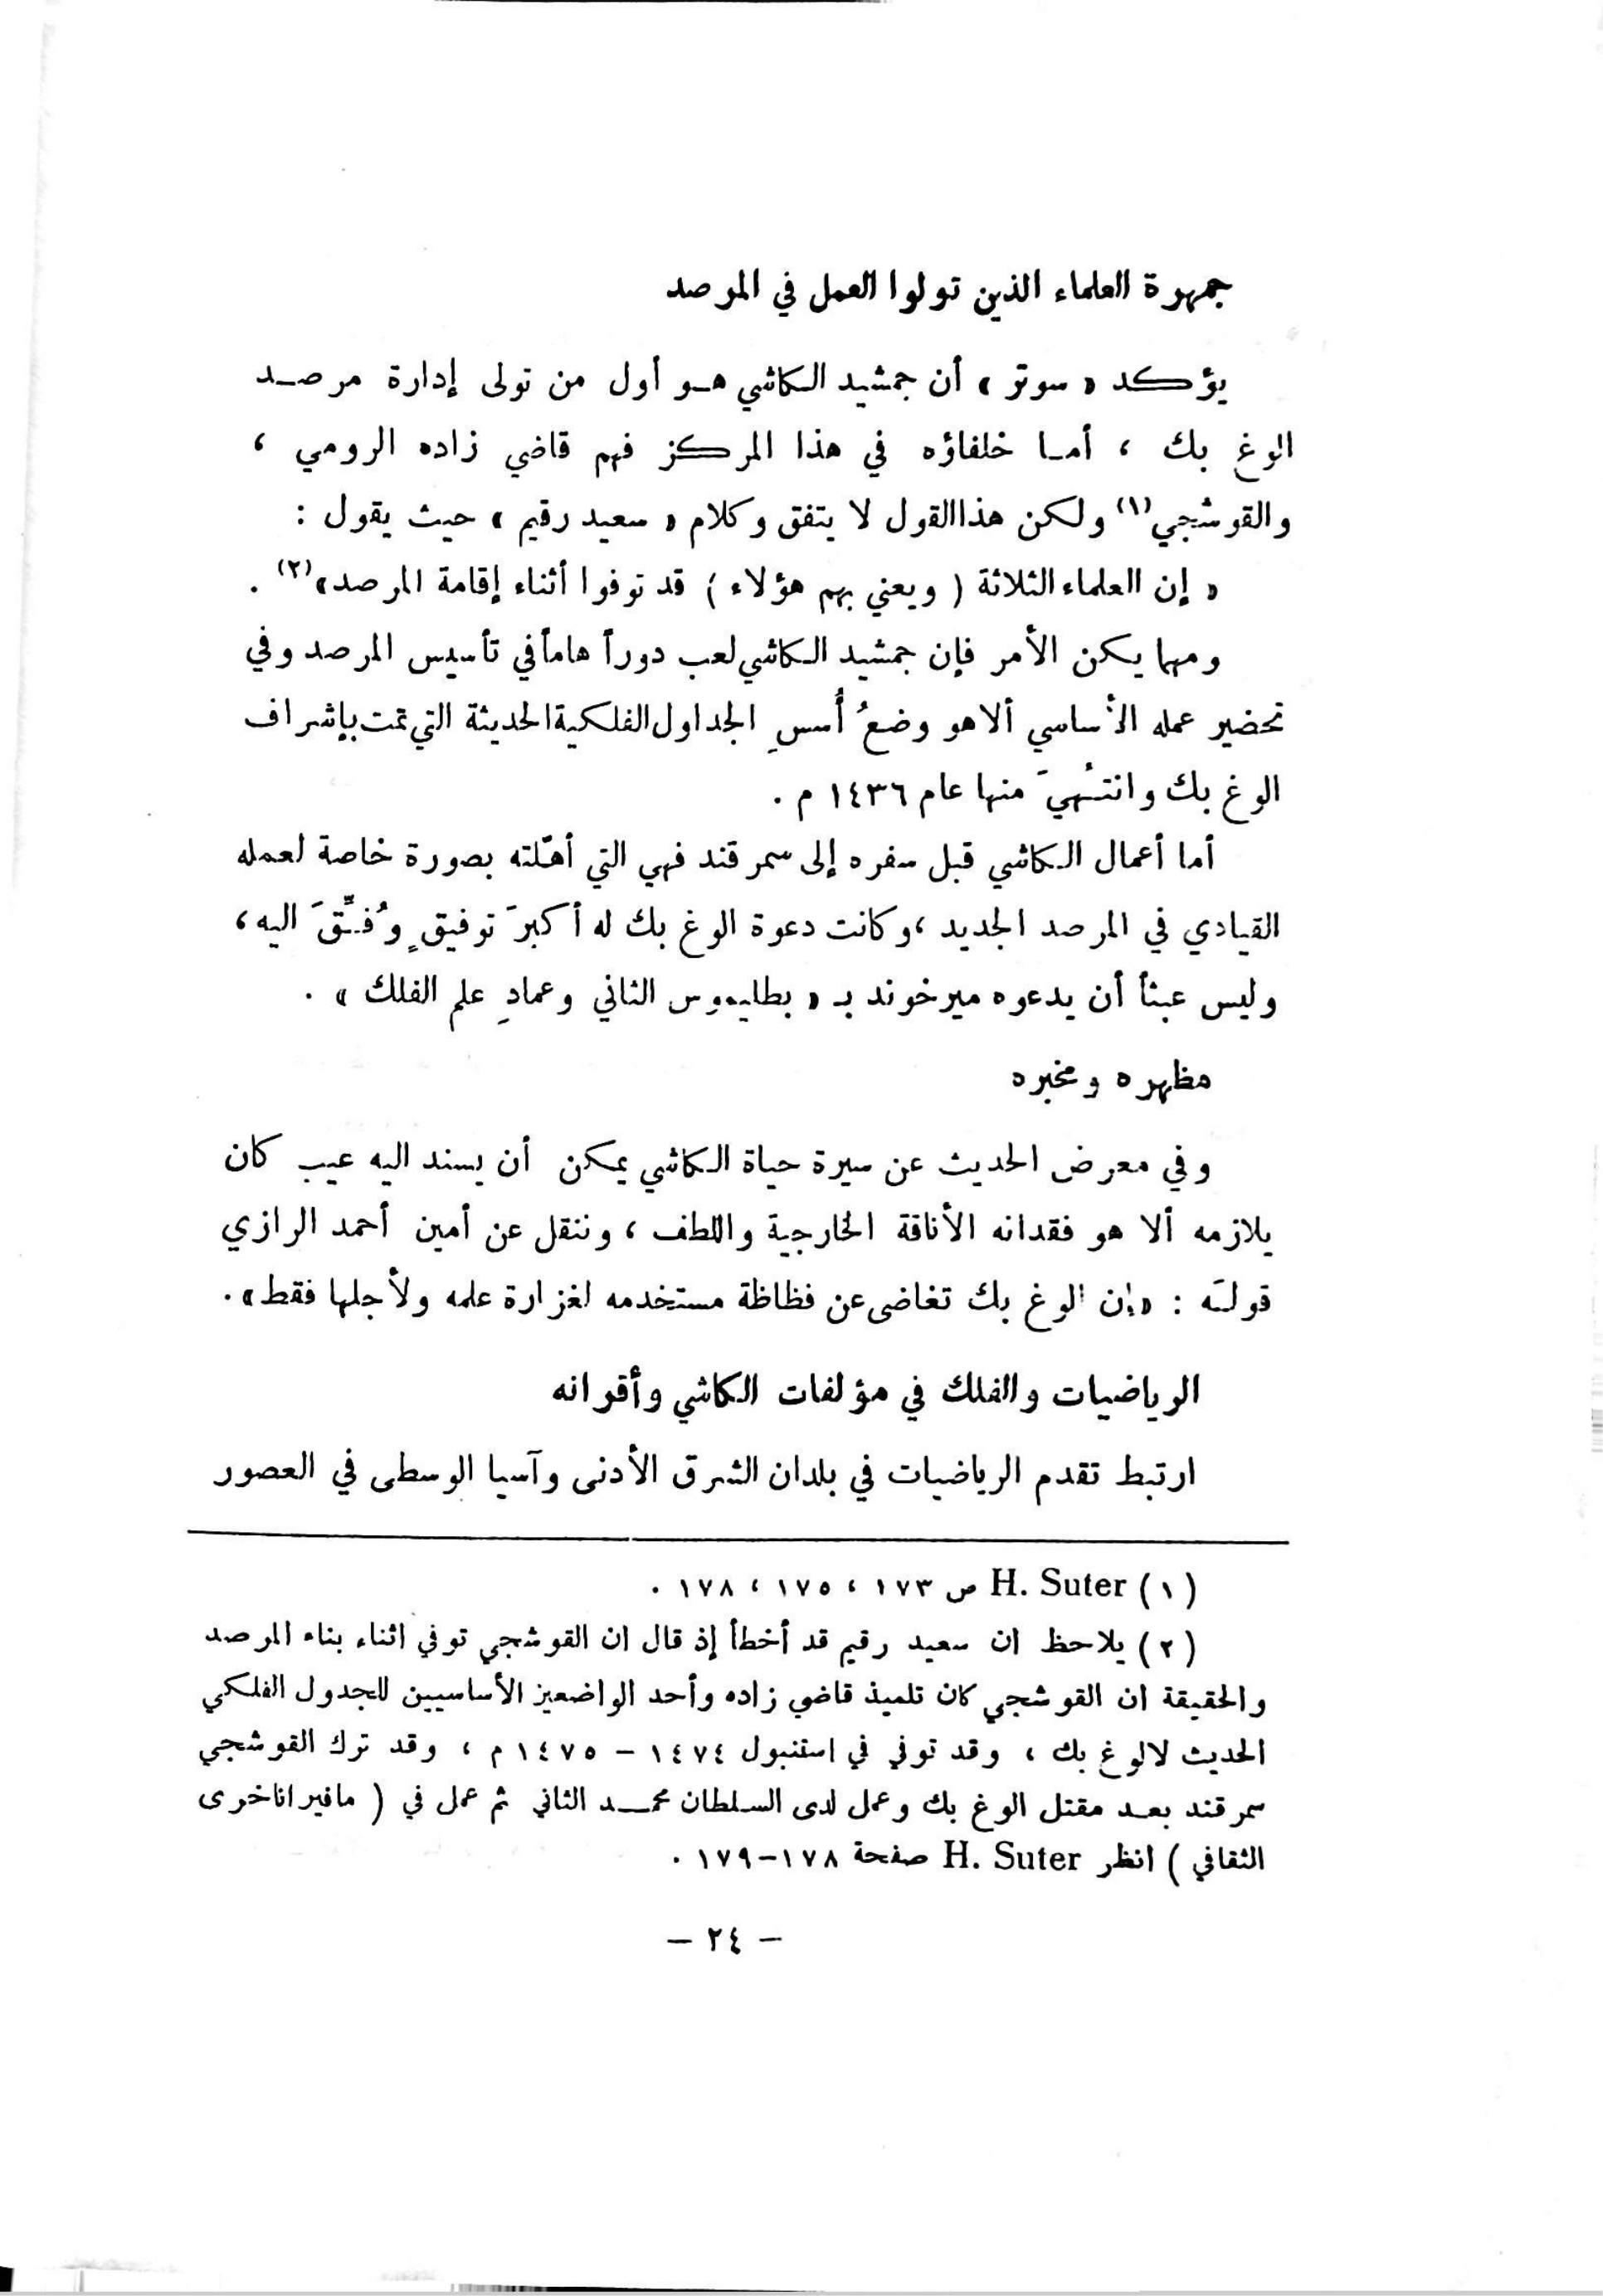 جمهرة العلماء الذين تولوا العمل في المرصد
يؤكد « سوتر » أن جمشيد الكاشي هو أول من تولى إدارة مرصد
الوغ بك ، أما خلفاؤه في هذا المركز فهم قاضي زاده الرومي ،
والقوشجي(١) ولكن هذا القول لا يتفق وكلام « سعيد رقيم » حيث يقول :
« إن العلماء الثلاثة ( ويعني بهم هؤلاء ) قد توفوا أثناء إقامة المرصد»(٢) .
ومهما يكن الأمر فإن جمشيد الكاشي لعب دوراً هاماً في تأسيس المرصد وفي
تحضير عمله الأساسي ألا هو وضعُ أُسسِ الجداول الفلكية الحديثة التي تمت بإشراف
الوغ بك وانتُهيَ منها عام ١٤٣٦ م .
أما أعمال الكاشي قبل سفره إلى سمرقند فهي التي أهّلته بصورة خاصة لعمله
القيادي في المرصد الجديد ، وكانت دعوة الوغ بك له أكبرَ توفيقٍ وُفِّقَ اليه ،
وليس عبثاً أن يدعوه ميرخوند بـ « بطليموس الثاني وعمادِ علم الفلك » .
مظهره ومخبره
وفي معرض الحديث عن سيرة حياة الكاشي يمكن أن يسند اليه عيب كان
يلازمه ألا هو فقدانه الأناقة الخارجية واللطف ، وننقل عن أمين أحمد الرازي
قولَه : «إن الوغ بك تغاضى عن فظاظة مستخدمه لغزارة علمه ولأجلها فقط» .
الرياضيات والفلك في مؤلفات الكاشي وأقرانه
ارتبط تقدم الرياضيات في بلدان الشرق الأدنى وآسيا الوسطى في العصور
(١) H. Suter ص ١٧٣ ، ١٧٥ ، ١٧٨ .
(٢) يلاحظ ان سعيد رقيم قد أخطأ إذ قال ان القوشجي توفي اثناء بناء المرصد
والحقيقة ان القوشجي كان تلميذ قاضي زاده وأحد الواضعين الأساسيين للجدول الفلكي
الحديث لالوغ بك ، وقد توفي في استنبول ١٤٧٤ – ١٤٧٥ م ، وقد ترك القوشجي
سمرقند بعد مقتل الوغ بك وعمل لدى السلطان محمد الثاني ثم عمل في ( مافيراناخرى
الثقافي ) انظر H. Suter صفحة ١٧٨–١٧٩ .
– ٢٤ –